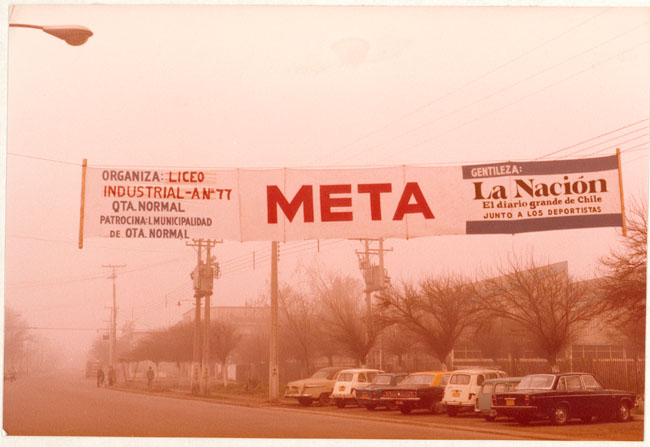 ORGANIZA: LICEO
INDUSTRIAL-A Nº 77
QTA. NORMAL
PATROCINA: I. MUNICIPALIDAD
DE QTA. NORMAL
META
GENTILEZA:
La Nación
El diario grande de Chile
JUNTO A LOS DEPORTISTAS